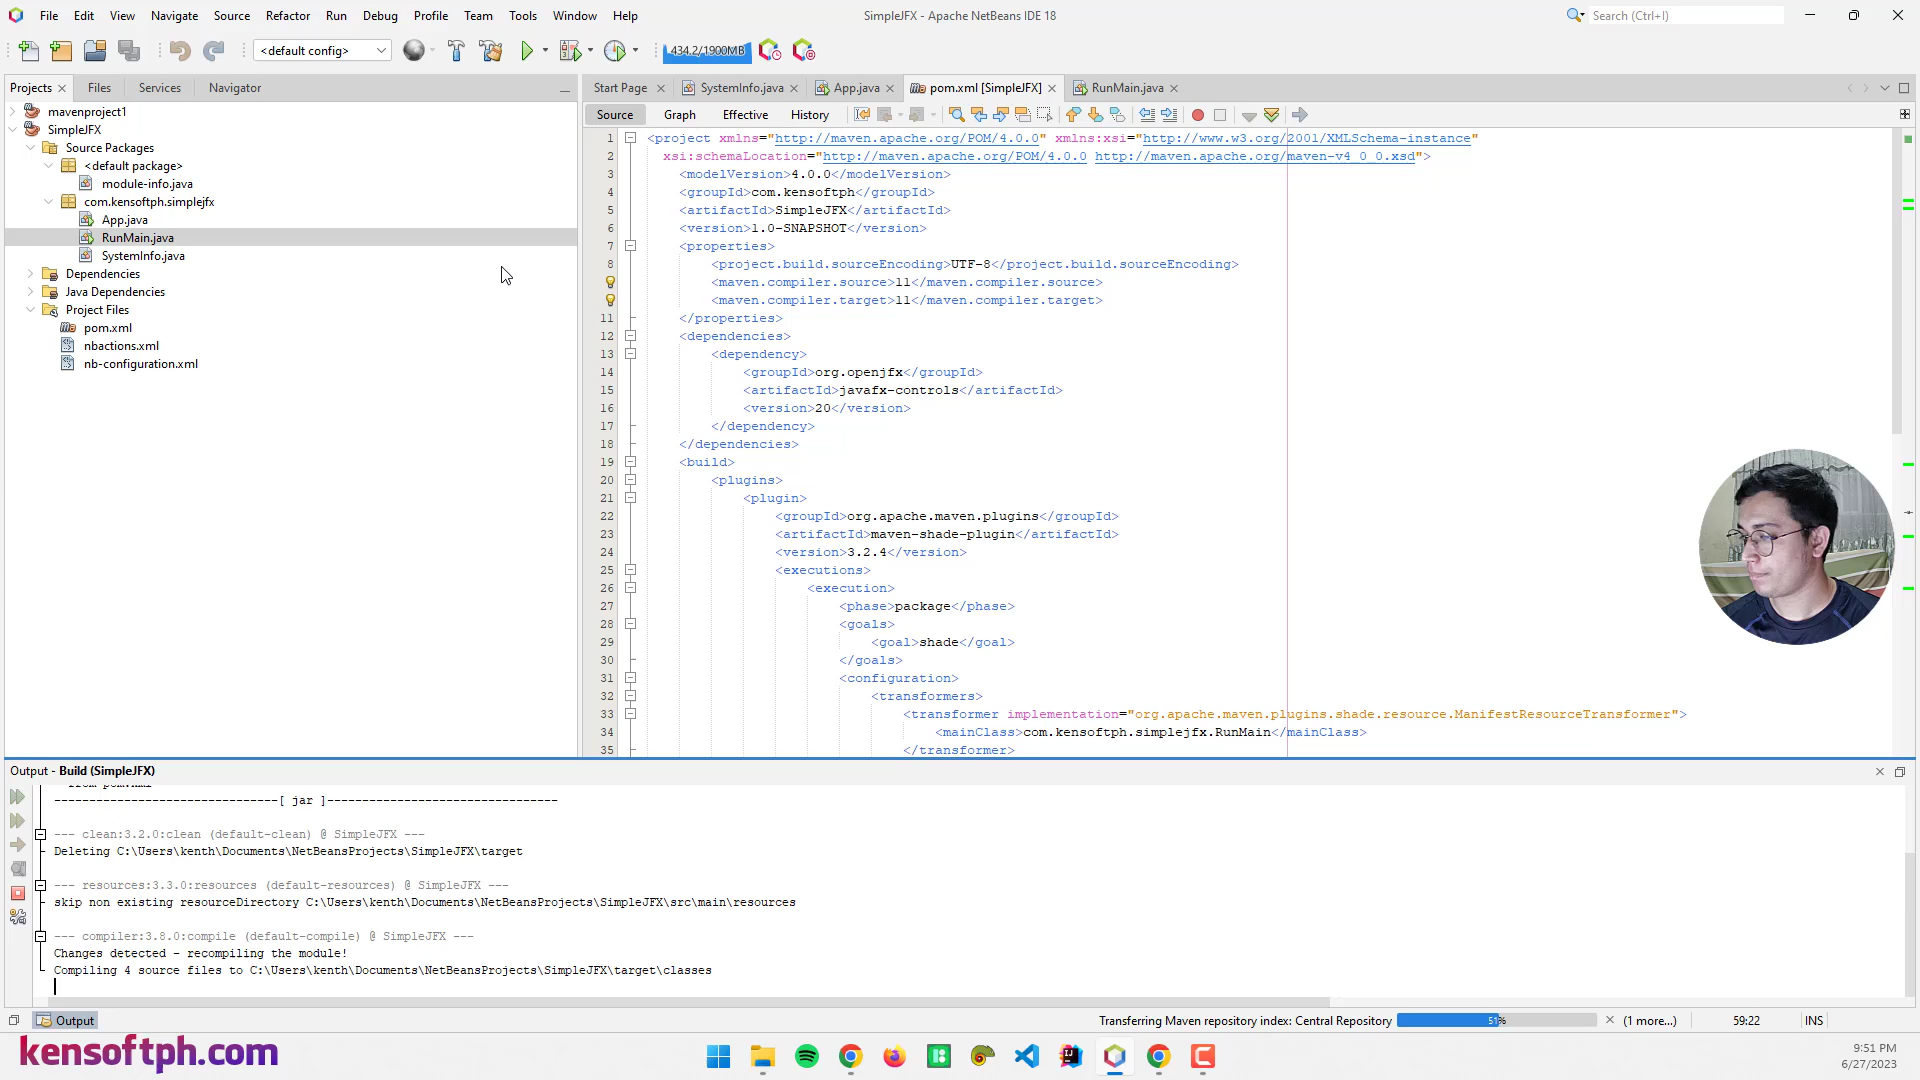 File Edit View Navigate Source Refactor Run Debug Profile Team Tools Window Help
SimpleJFX - Apache NetBeans IDE 18
Search (Ctrl+I)
<default config>
434.2/1900MB
Projects Files Services Navigator
Start Page SystemInfo.java App.java pom.xml [SimpleJFX] RunMain.java
Source Graph Effective History
mavenproject1
SimpleJFX
Source Packages
<default package>
module-info.java
com.kensoftph.simplejfx
App.java
RunMain.java
SystemInfo.java
Dependencies
Java Dependencies
Project Files
pom.xml
nbactions.xml
nb-configuration.xml
1 <project xmlns="http://maven.apache.org/POM/4.0.0" xmlns:xsi="http://www.w3.org/2001/XMLSchema-instance"
2 xsi:schemaLocation="http://maven.apache.org/POM/4.0.0 http://maven.apache.org/maven-v4_0_0.xsd">
3 <modelVersion>4.0.0</modelVersion>
4 <groupId>com.kensoftph</groupId>
5 <artifactId>SimpleJFX</artifactId>
6 <version>1.0-SNAPSHOT</version>
7 <properties>
8 <project.build.sourceEncoding>UTF-8</project.build.sourceEncoding>
<maven.compiler.source>11</maven.compiler.source>
<maven.compiler.target>11</maven.compiler.target>
11 </properties>
12 <dependencies>
13 <dependency>
14 <groupId>org.openjfx</groupId>
15 <artifactId>javafx-controls</artifactId>
16 <version>20</version>
17 </dependency>
18 </dependencies>
19 <build>
20 <plugins>
21 <plugin>
22 <groupId>org.apache.maven.plugins</groupId>
23 <artifactId>maven-shade-plugin</artifactId>
24 <version>3.2.4</version>
25 <executions>
26 <execution>
27 <phase>package</phase>
28 <goals>
29 <goal>shade</goal>
30 </goals>
31 <configuration>
32 <transformers>
33 <transformer implementation="org.apache.maven.plugins.shade.resource.ManifestResourceTransformer">
34 <mainClass>com.kensoftph.simplejfx.RunMain</mainClass>
35 </transformer>
Output - Build (SimpleJFX)
from pom.xml
--------------------------------[ jar ]---------------------------------
--- clean:3.2.0:clean (default-clean) @ SimpleJFX ---
Deleting C:\Users\kenth\Documents\NetBeansProjects\SimpleJFX\target
--- resources:3.3.0:resources (default-resources) @ SimpleJFX ---
skip non existing resourceDirectory C:\Users\kenth\Documents\NetBeansProjects\SimpleJFX\src\main\resources
--- compiler:3.8.0:compile (default-compile) @ SimpleJFX ---
Changes detected - recompiling the module!
Compiling 4 source files to C:\Users\kenth\Documents\NetBeansProjects\SimpleJFX\target\classes
Output
Transferring Maven repository index: Central Repository 51% (1 more...) 59:22 INS
kensoftph.com
9:51 PM
6/27/2023